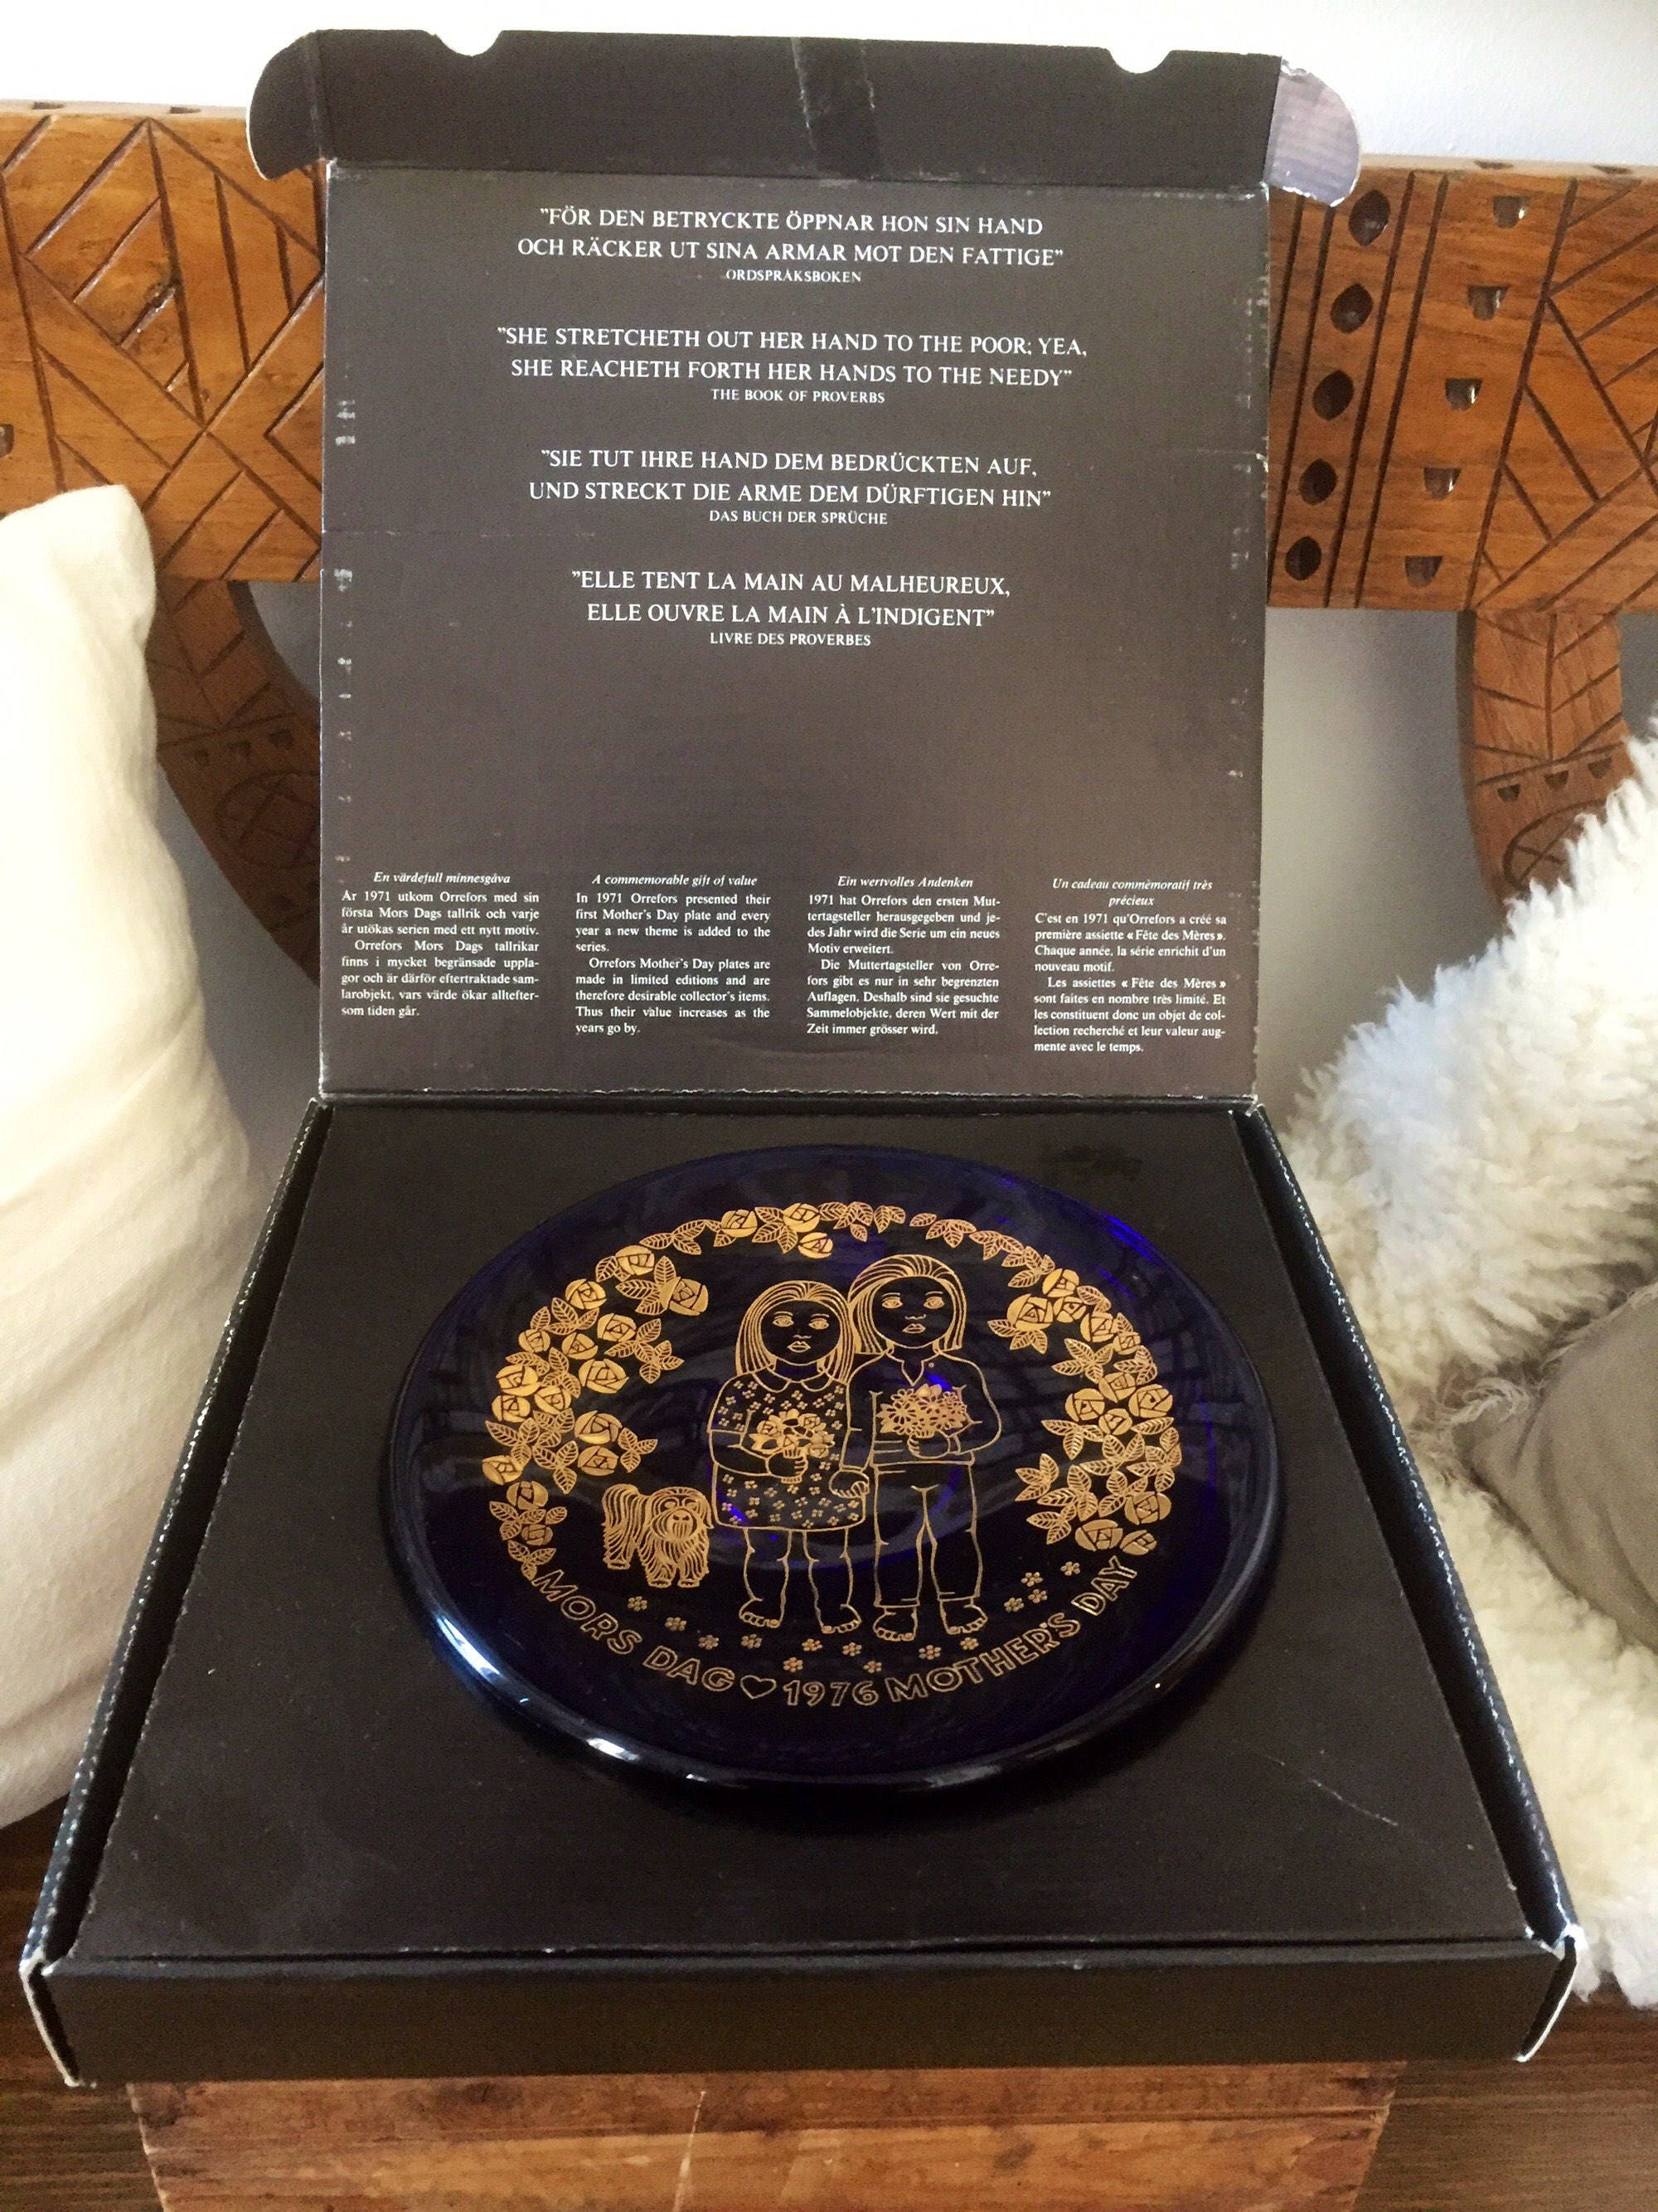 ”FÖR DEN BETRYCKTE ÖPPNAR HON SIN HAND
OCH RÄCKER UT SINA ARMAR MOT DEN FATTIGE”
ORDSPRÅKSBOKEN
”SHE STRETCHETH OUT HER HAND TO THE POOR; YEA,
SHE REACHETH FORTH HER HANDS TO THE NEEDY”
THE BOOK OF PROVERBS
”SIE TUT IHRE HAND DEM BEDRÜCKTEN AUF,
UND STRECKT DIE ARME DEM DÜRFTIGEN HIN”
DAS BUCH DER SPRÜCHE
”ELLE TENT LA MAIN AU MALHEUREUX,
ELLE OUVRE LA MAIN À L'INDIGENT”
LIVRE DES PROVERBES
En värdefull minnesgåva
År 1971 utkom Orrefors med sin
första Mors Dags tallrik och varje
år utökas serien med ett nytt motiv.
Orrefors Mors Dags tallrikar
finns i mycket begränsade uppla-
gor och är därför eftertraktade sam-
larobjekt, vars värde ökar alltefter-
som tiden går.
A commemorable gift of value
In 1971 Orrefors presented their
first Mother's Day plate and every
year a new theme is added to the
series.
Orrefors Mother's Day plates are
made in limited editions and are
therefore desirable collector's items.
Thus their value increases as the
years go by.
Ein wertvolles Andenken
1971 hat Orrefors den ersten Mut-
tertagsteller herausgegeben und je-
des Jahr wird die Serie um ein neues
Motiv erweitert.
Die Muttertagsteller von Orre-
fors gibt es nur in sehr begrenzten
Auflagen. Deshalb sind sie gesuchte
Sammelobjekte, deren Wert mit der
Zeit immer grösser wird.
Un cadeau commèmoratif très
précieux
C'est en 1971 qu'Orrefors a créé sa
première assiette « Fête des Mères ».
Chaque année, la série enrichit d'un
nouveau motif.
Les assiettes « Fête des Mères »
sont faites en nombre très limité. Et
les constituent donc un objet de col-
lection recherché et leur valeur aug-
mente avec le temps.
MORS DAG ♡ 1976 MOTHER'S DAY